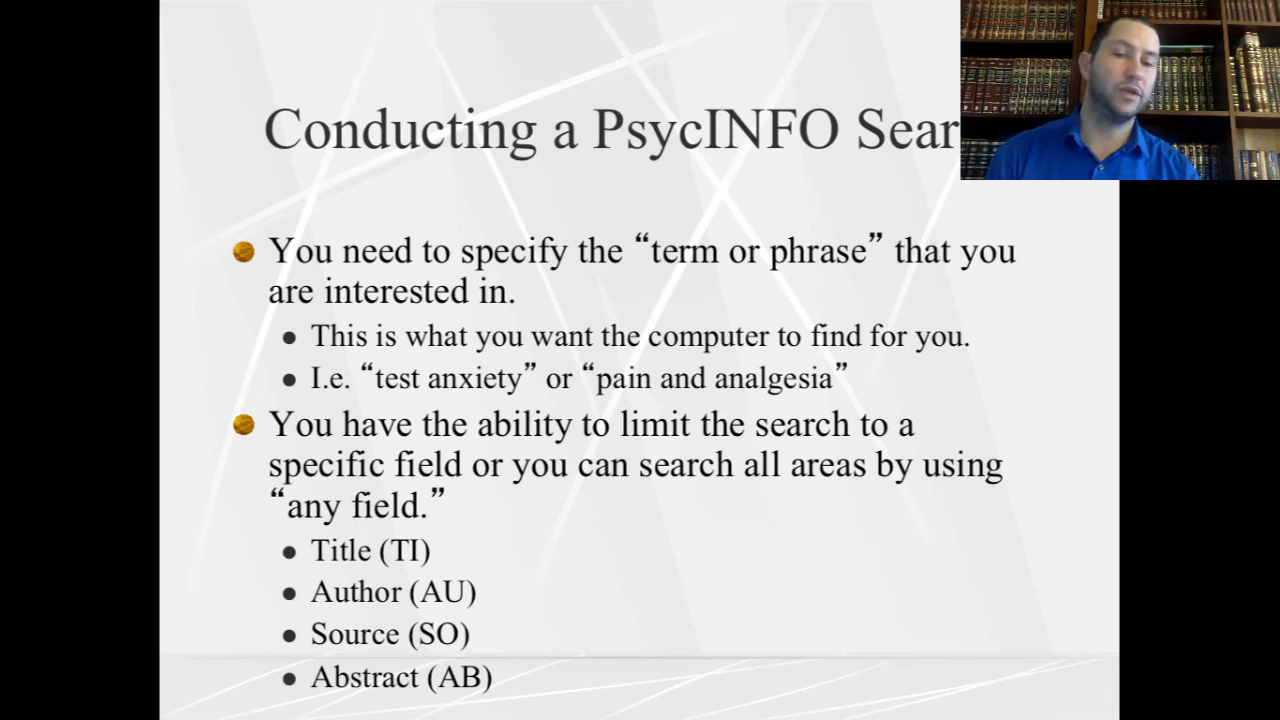 Conducting a PsycINFO Sear
You need to specify the “term or phrase” that you
are interested in.
This is what you want the computer to find for you.
I.e. “test anxiety” or “pain and analgesia”
You have the ability to limit the search to a
specific field or you can search all areas by using
“any field.”
Title (TI)
Author (AU)
Source (SO)
Abstract (AB)